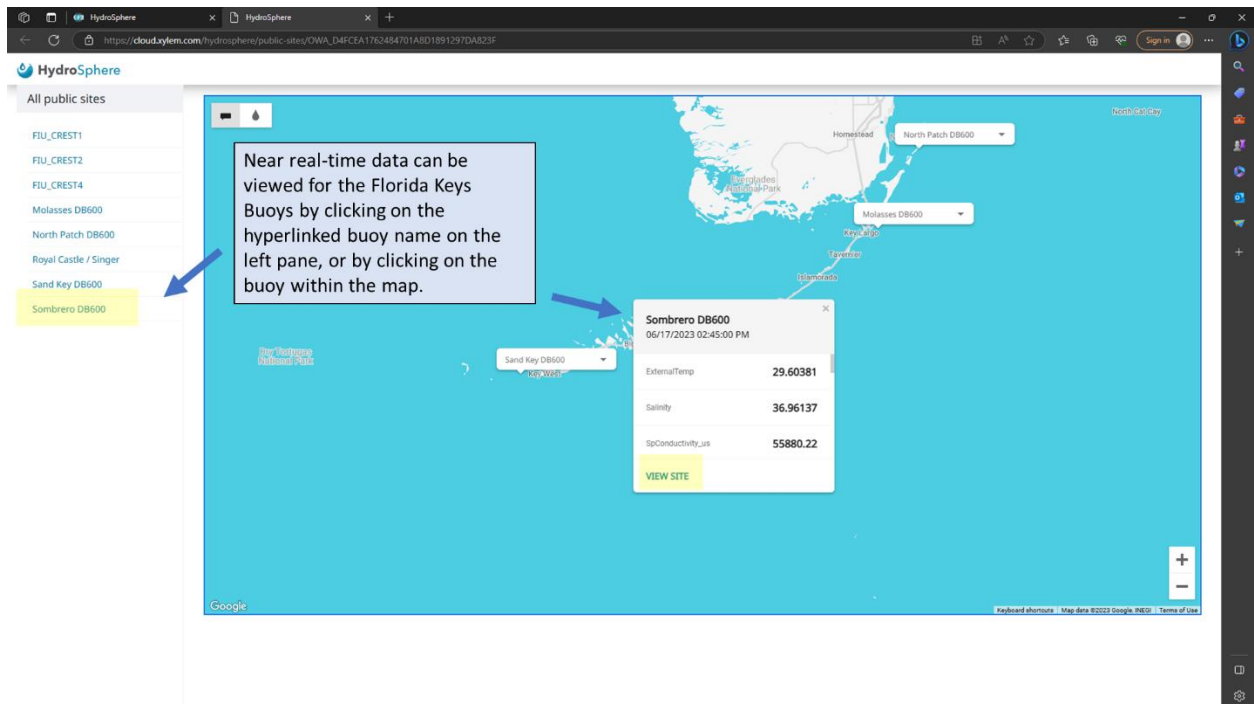 HydroSphere
HydroSphere
https://cloud.xylem.com/hydrosphere/public-sites/OWA_D4FCEA1762484701A8D1891297DA823F
Sign in
HydroSphere
All public sites
FIU_CREST1
FIU_CREST2
FIU_CREST4
Molasses DB600
North Patch DB600
Royal Castle / Singer
Sand Key DB600
Sombrero DB600
Near real-time data can be
viewed for the Florida Keys
Buoys by clicking on the
hyperlinked buoy name on the
left pane, or by clicking on the
buoy within the map.
North Cat Cay
Homestead
North Patch DB600
Everglades
National Park
Molasses DB600
Key Largo
Tavernier
Islamorada
Sombrero DB600
06/17/2023 02:45:00 PM
ExternalTemp 29.60381
Salinity 36.96137
SpConductivity_us 55880.22
VIEW SITE
Dry Tortugas
National Park
Sand Key DB600
Key West
Google
Keyboard shortcuts Map data ©2023 Google, INEGI Terms of Use